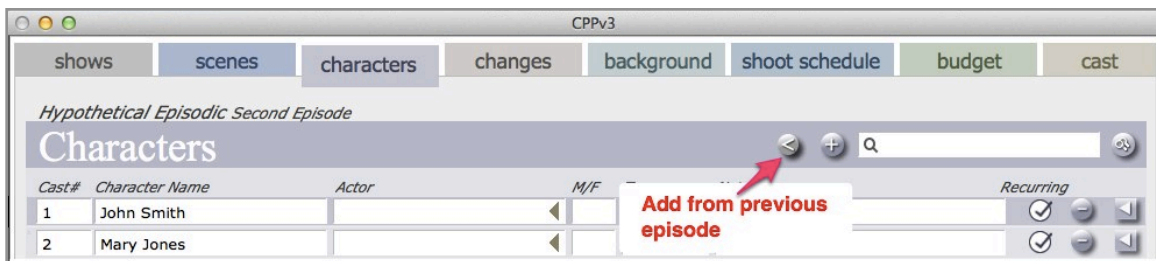 CPPv3
shows scenes characters changes background shoot schedule budget cast
Hypothetical Episodic Second Episode
Characters
Cast# Character Name Actor M/F Recurring
1 John Smith
2 Mary Jones
Add from previous
episode